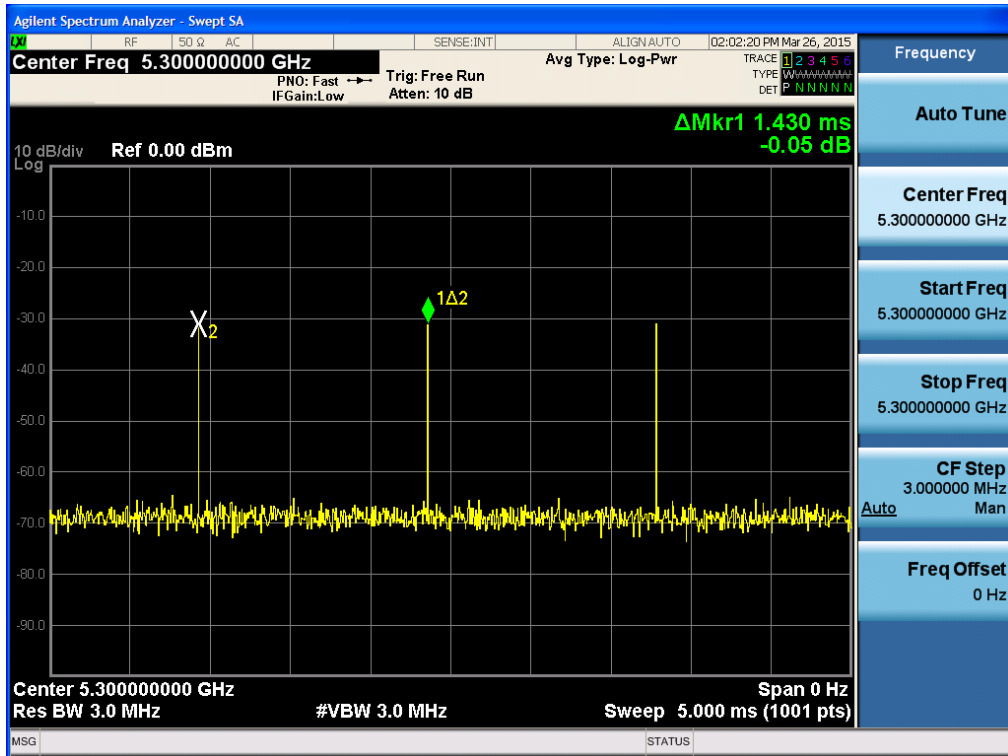 Agilent Spectrum Analyzer - Swept SA
LXI RF 50 Ω AC SENSE:INT ALIGN AUTO 02:02:20 PM Mar 26, 2015
Center Freq 5.300000000 GHz
PNO: Fast
IFGain:Low
Trig: Free Run
Atten: 10 dB
Avg Type: Log-Pwr
TRACE 1 2 3 4 5 6
TYPE W
DET P N N N N N
ΔMkr1 1.430 ms
-0.05 dB
10 dB/div Ref 0.00 dBm
Log
-10.0
-20.0
-30.0
-40.0
-50.0
-60.0
-70.0
-80.0
-90.0
X2
1Δ2
Center 5.300000000 GHz Span 0 Hz
Res BW 3.0 MHz #VBW 3.0 MHz Sweep 5.000 ms (1001 pts)
MSG STATUS
Frequency
Auto Tune
Center Freq
5.300000000 GHz
Start Freq
5.300000000 GHz
Stop Freq
5.300000000 GHz
CF Step
3.000000 MHz
Auto Man
Freq Offset
0 Hz